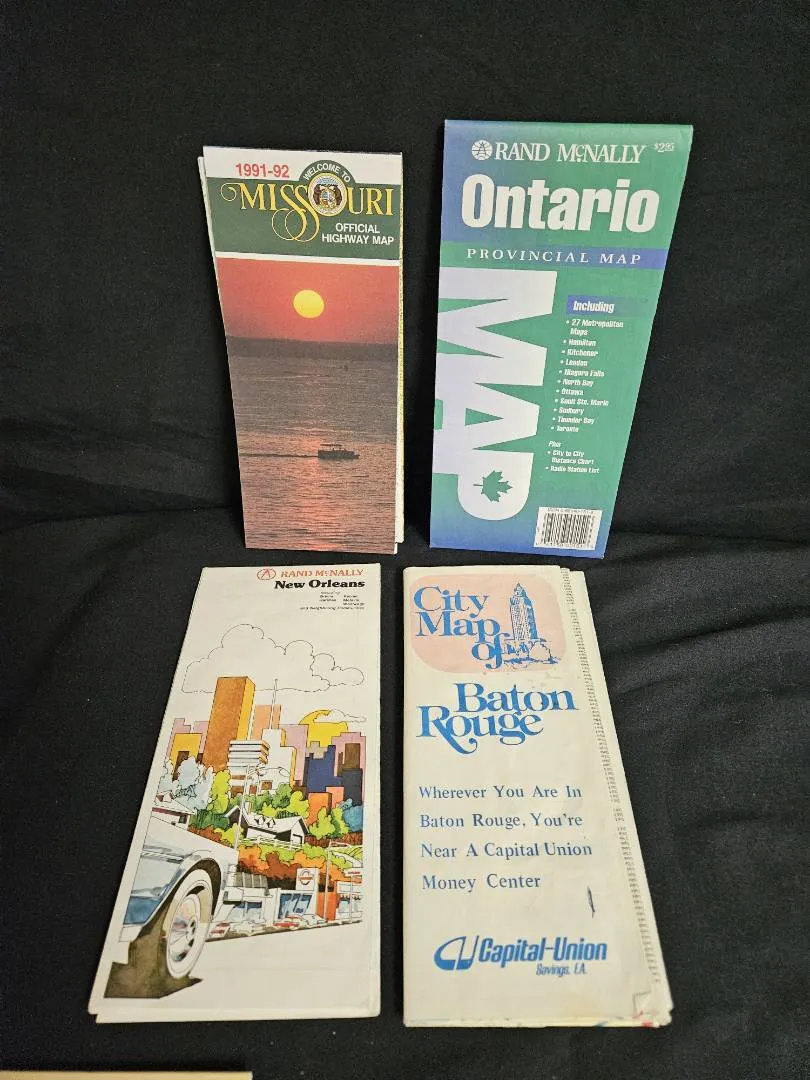 1991-92
WELCOME TO
MISSOURI
OFFICIAL
HIGHWAY MAP
RAND McNALLY $2.95
Ontario
PROVINCIAL MAP
MAP
Including
• 27 Metropolitan
Maps
• Hamilton
• Kitchener
• London
• Niagara Falls
• North Bay
• Ottawa
• Sault Ste. Marie
• Sudbury
• Thunder Bay
• Toronto
Plus
• City to City
Distance Chart
• Radio Station List
RAND McNALLY
New Orleans
City
Map
of
Baton
Rouge
Wherever You Are In
Baton Rouge, You're
Near A Capital Union
Money Center
Capital-Union
Savings, F.A.